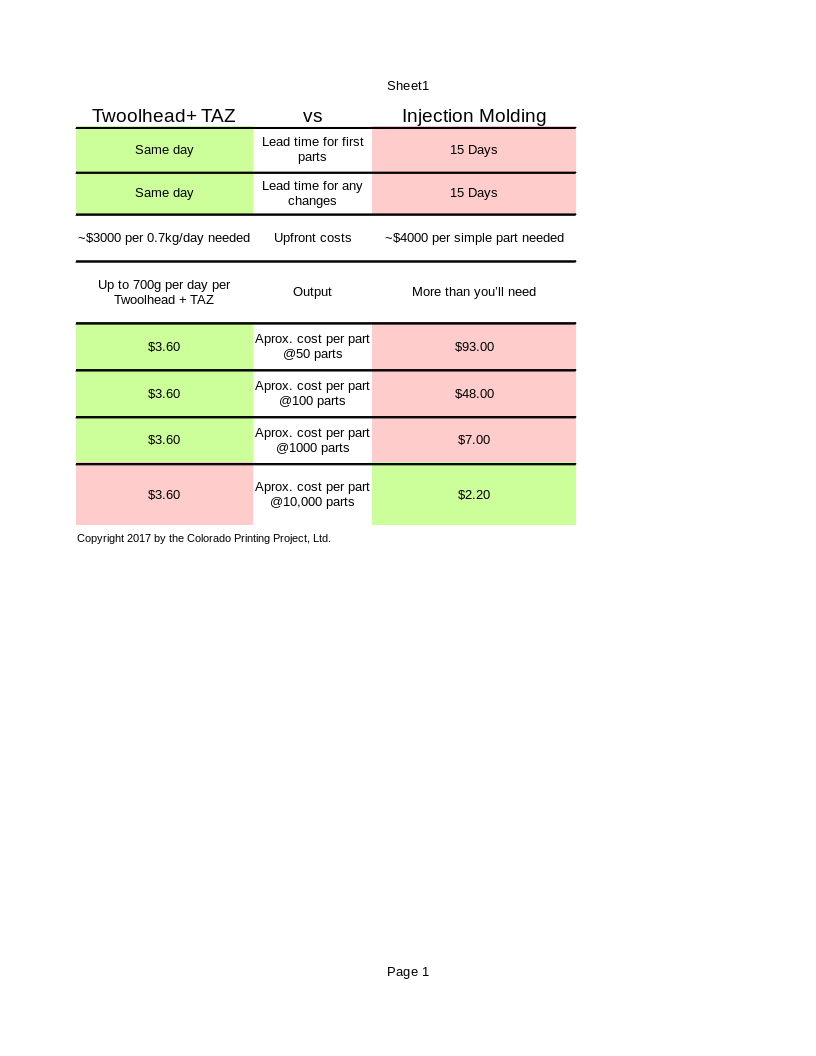 Sheet1
Twoolhead+ TAZ vs Injection Molding
Same day
Lead time for first
parts
15 Days
Same day
Lead time for any
changes
15 Days
~$3000 per 0.7kg/day needed Upfront costs ~$4000 per simple part needed
Up to 700g per day per
Twoolhead + TAZ
Output
More than you’ll need
$3.60
Aprox. cost per part
@50 parts
$93.00
$3.60
Aprox. cost per part
@100 parts
$48.00
$3.60
Aprox. cost per part
@1000 parts
$7.00
$3.60
Aprox. cost per part
@10,000 parts
$2.20
Copyright 2017 by the Colorado Printing Project, Ltd.
Page 1